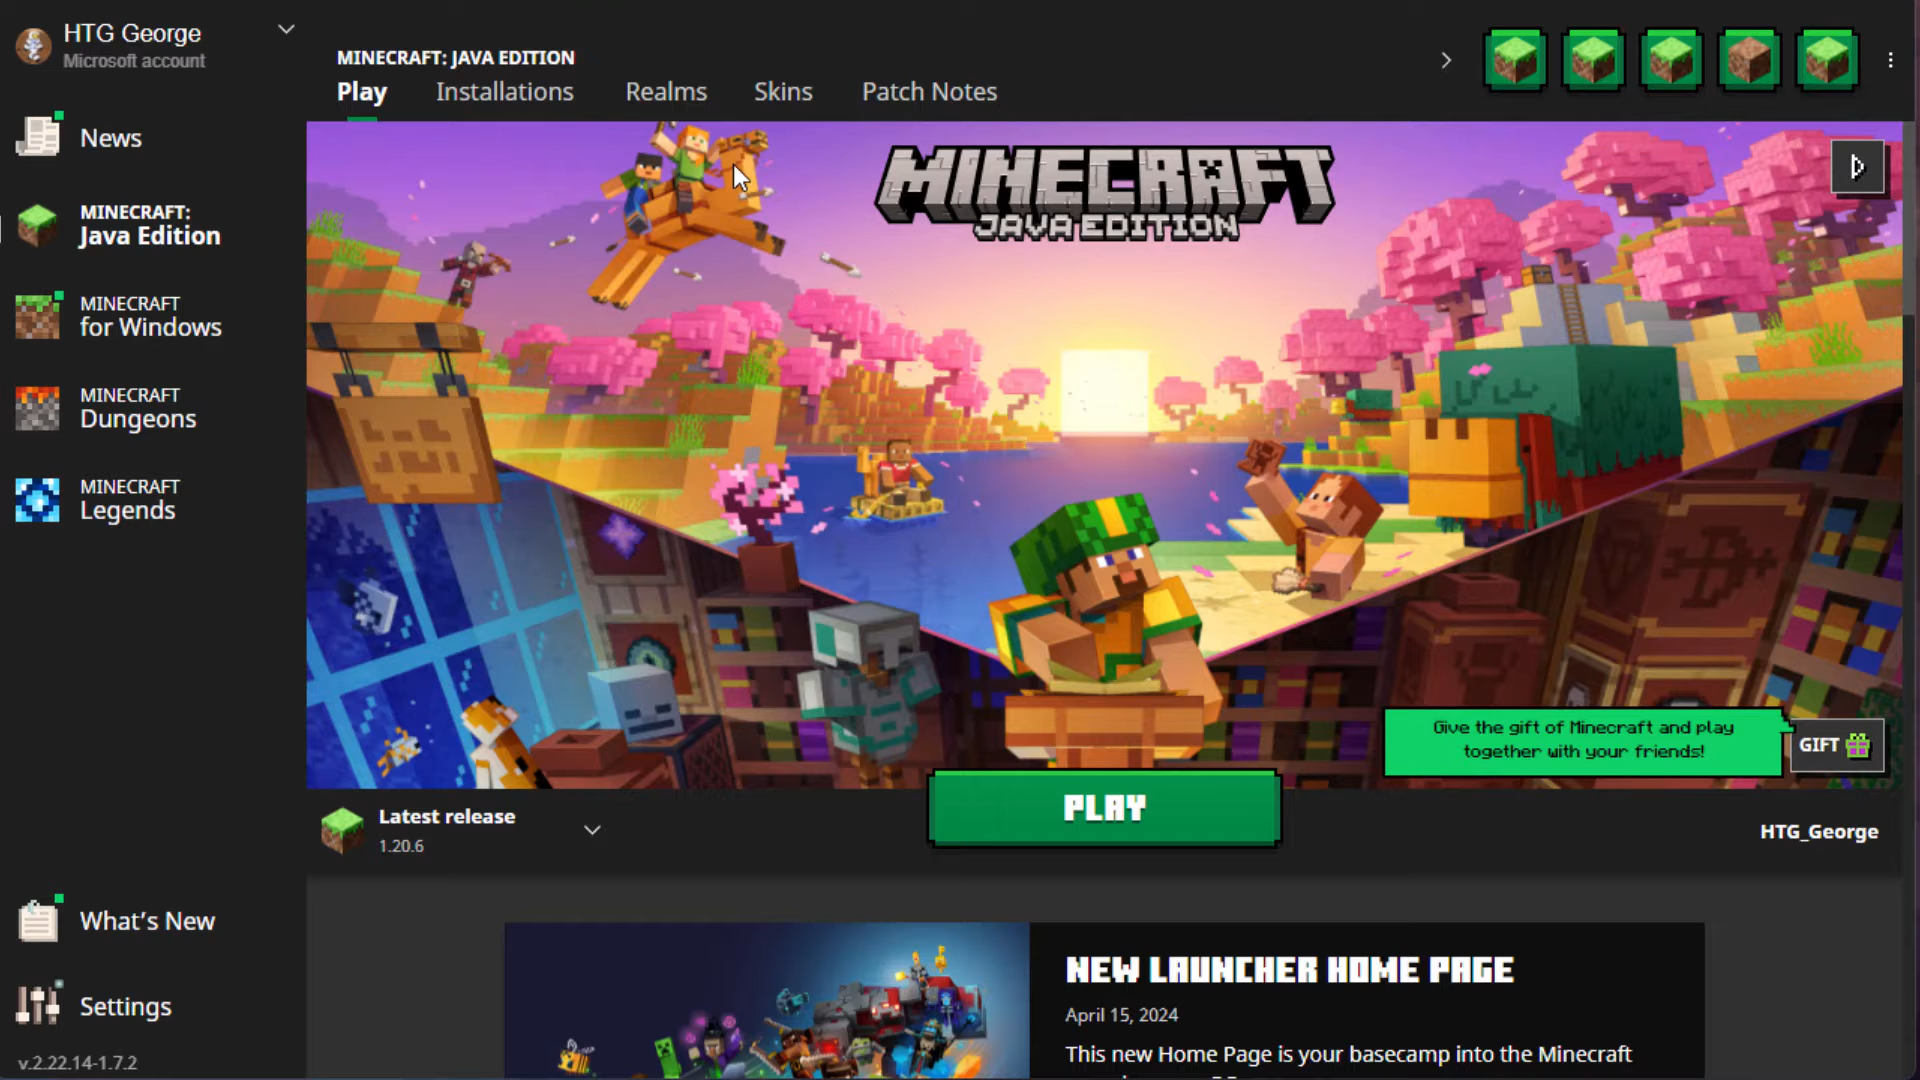 HTG George
Microsoft account
News
MINECRAFT:
Java Edition
MINECRAFT
for Windows
MINECRAFT
Dungeons
MINECRAFT
Legends
What's New
Settings
v.2.22.14-1.7.2
MINECRAFT: JAVA EDITION
Play Installations Realms Skins Patch Notes
MINECRAFT
JAVA EDITION
Give the gift of Minecraft and play
together with your friends!
GIFT
Latest release
1.20.6
PLAY
HTG_George
NEW LAUNCHER HOME PAGE
April 15, 2024
This new Home Page is your basecamp into the Minecraft